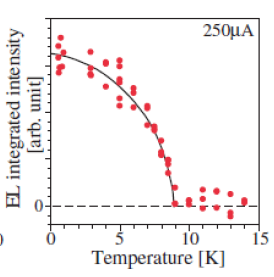 250μA
EL integrated intensity
[arb. unit]
0
)
0 5 10 15
Temperature [K]